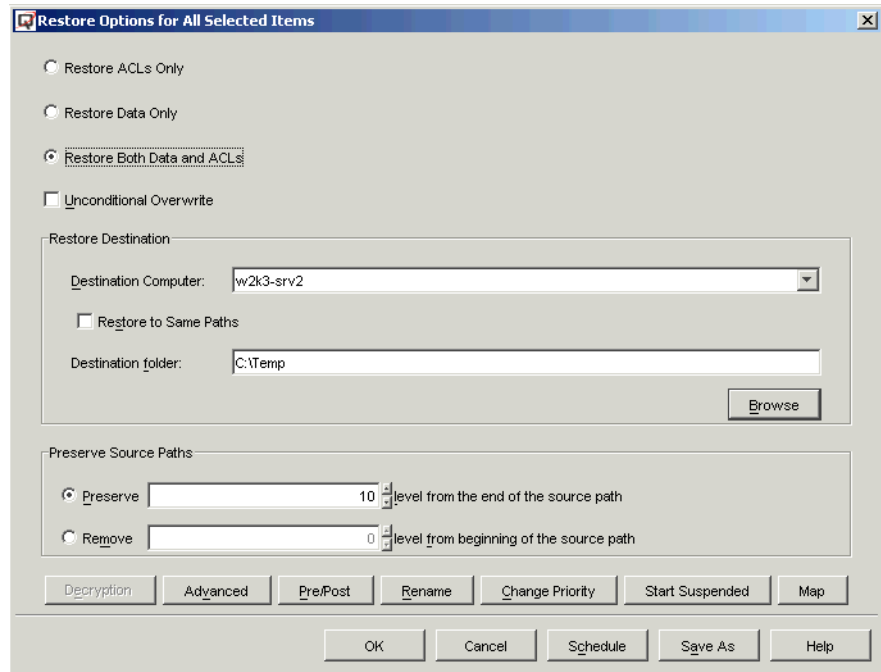 Restore Options for All Selected Items
Restore ACLs Only
Restore Data Only
Restore Both Data and ACLs
Unconditional Overwrite
Restore Destination
Destination Computer: w2k3-srv2
Restore to Same Paths
Destination folder: C:\Temp
Browse
Preserve Source Paths
Preserve 10 level from the end of the source path
Remove 0 level from beginning of the source path
Decryption Advanced Pre/Post Rename Change Priority Start Suspended Map
OK Cancel Schedule Save As Help